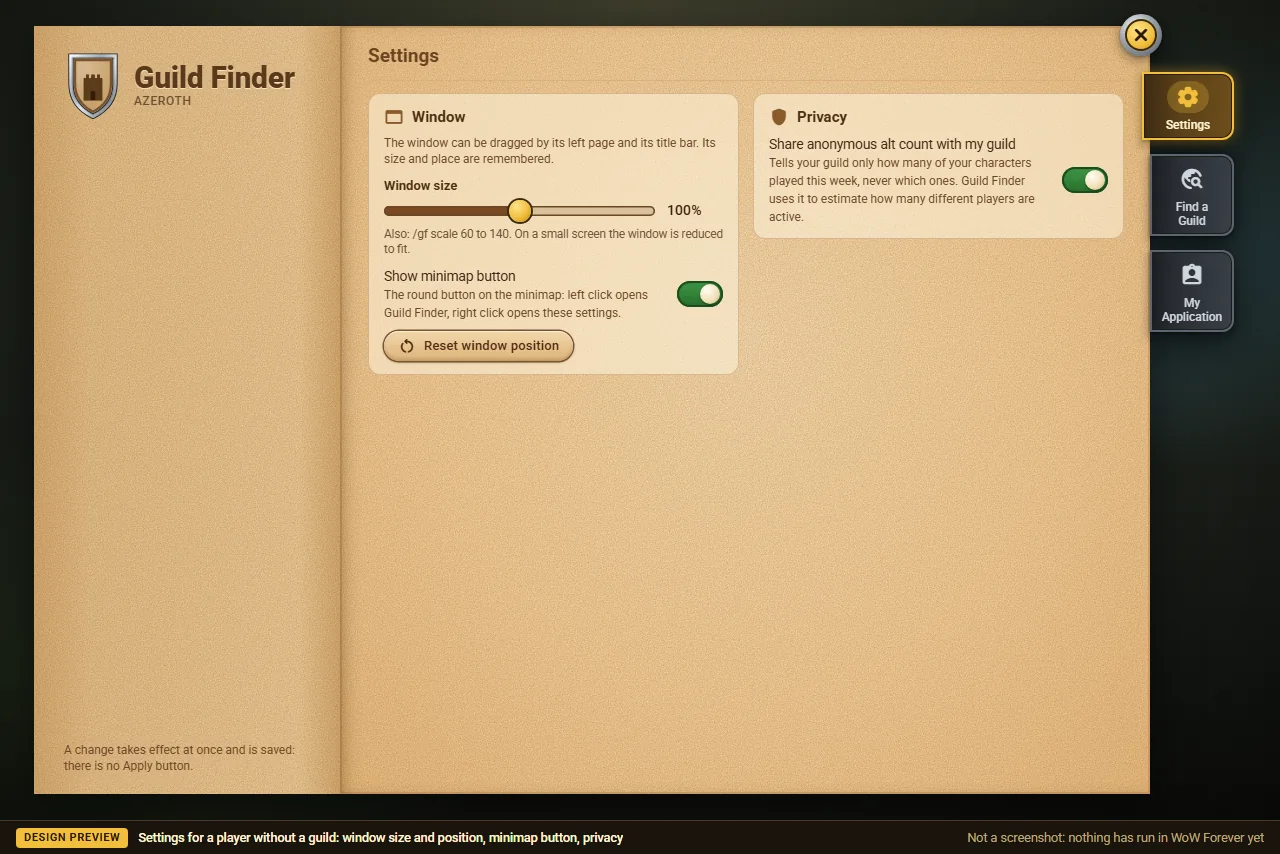 Guild Finder
AZEROTH
A change takes effect at once and is saved:
there is no Apply button.
Settings
Window
The window can be dragged by its left page and its title bar. Its
size and place are remembered.
Window size
100%
Also: /gf scale 60 to 140. On a small screen the window is reduced
to fit.
Show minimap button
The round button on the minimap: left click opens
Guild Finder, right click opens these settings.
Reset window position
Privacy
Share anonymous alt count with my guild
Tells your guild only how many of your characters
played this week, never which ones. Guild Finder
uses it to estimate how many different players are
active.
Settings
Find a
Guild
My
Application
DESIGN PREVIEW
Settings for a player without a guild: window size and position, minimap button, privacy
Not a screenshot: nothing has run in WoW Forever yet